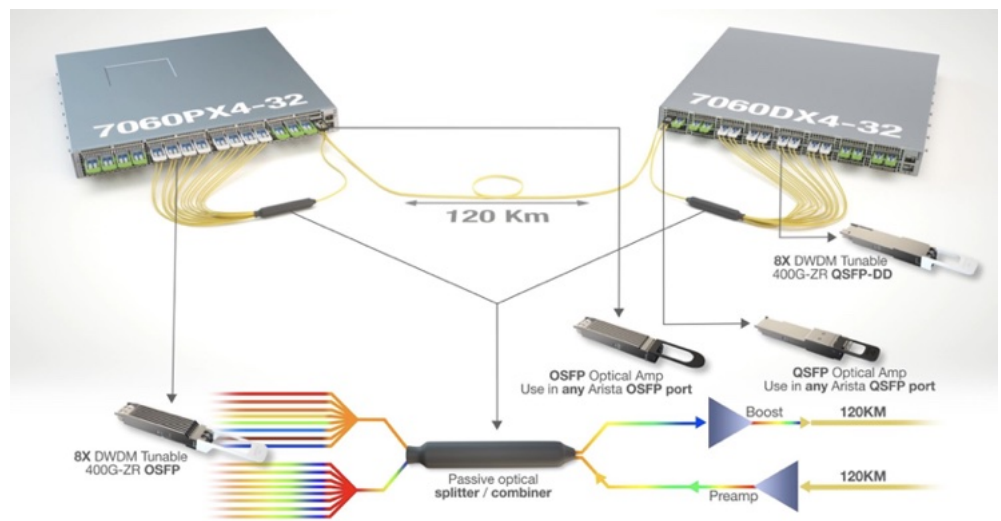 7060PX4-32
7060DX4-32
120 Km
8X DWDM Tunable
400G-ZR QSFP-DD
OSFP Optical Amp
Use in any Arista OSFP port
QSFP Optical Amp
Use in any Arista QSFP port
8X DWDM Tunable
400G-ZR OSFP
Passive optical
splitter / combiner
Boost
120KM
Preamp
120KM